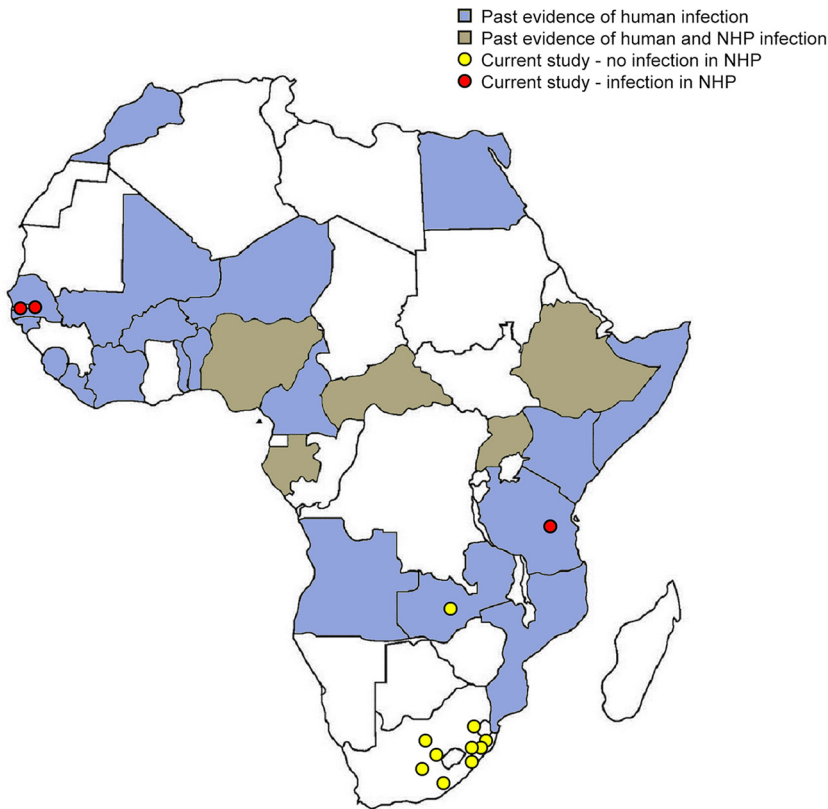 Past evidence of human infection
Past evidence of human and NHP infection
Current study - no infection in NHP
Current study - infection in NHP